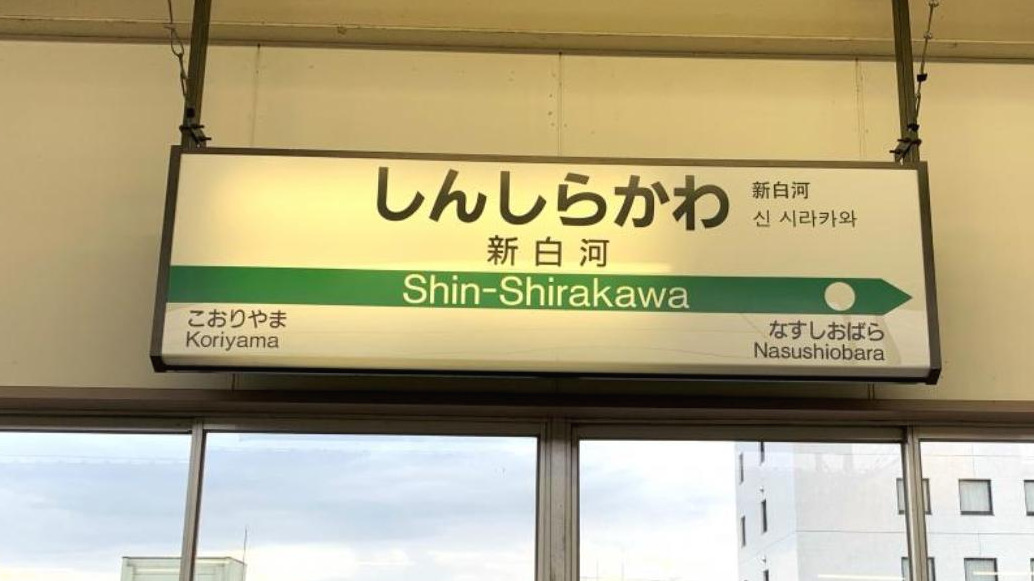 しんしらかわ
新白河
신 시라카와
新白河
Shin-Shirakawa
こおりやま
Koriyama
なすしおばら
Nasushiobara